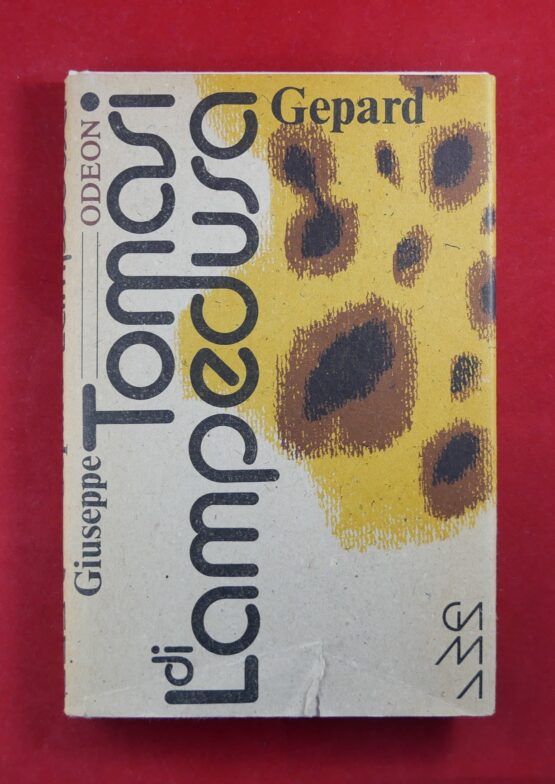 Gepard
ODEON
Giuseppe
Tomasi
di
Lampedusa